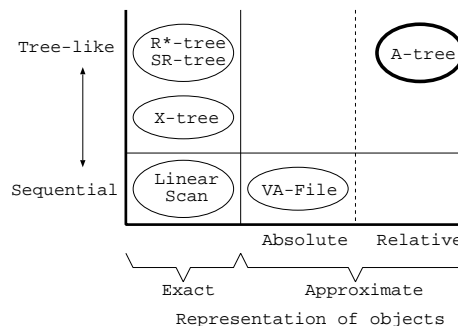 Tree-like
R*-tree
SR-tree
A-tree
X-tree
Sequential
Linear
Scan
VA-File
Absolute
Relative
Exact
Approximate
Representation of objects